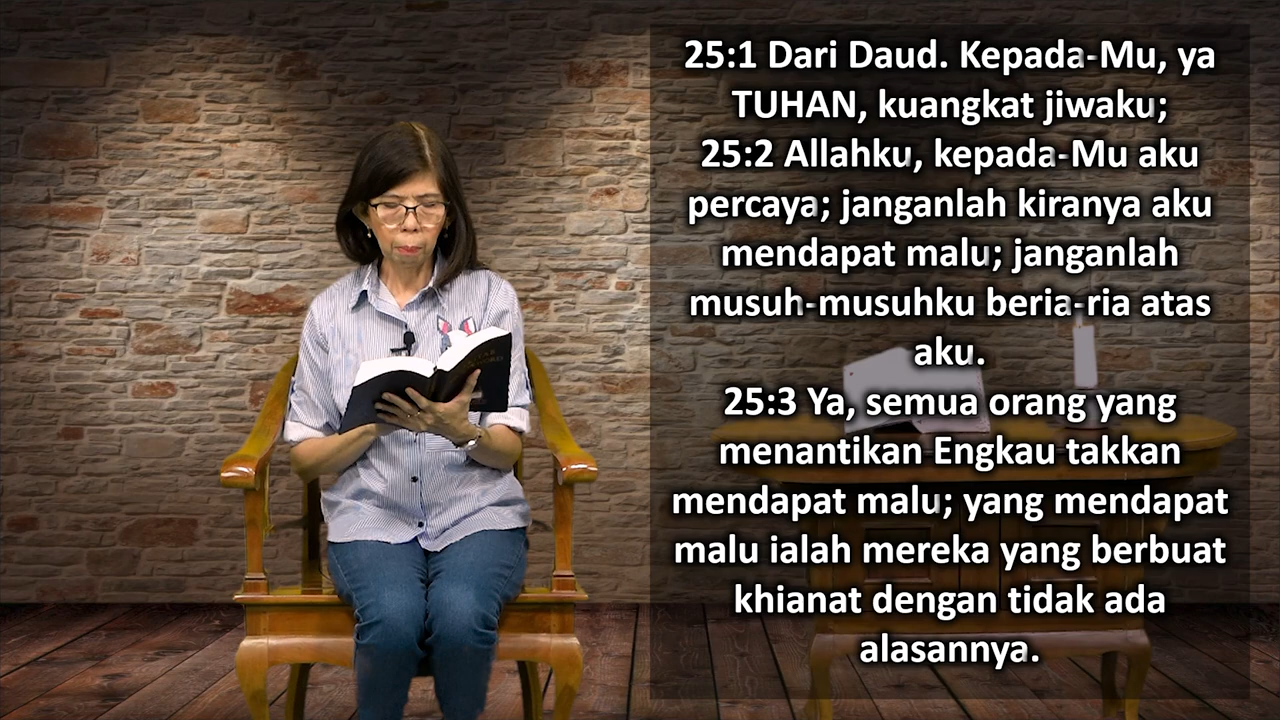 25:1 Dari Daud. Kepada-Mu, ya
TUHAN, kuangkat jiwaku;
25:2 Allahku, kepada-Mu aku
percaya; janganlah kiranya aku
mendapat malu; janganlah
musuh-musuhku beria-ria atas
aku.
25:3 Ya, semua orang yang
menantikan Engkau takkan
mendapat malu; yang mendapat
malu ialah mereka yang berbuat
khianat dengan tidak ada
alasannya.